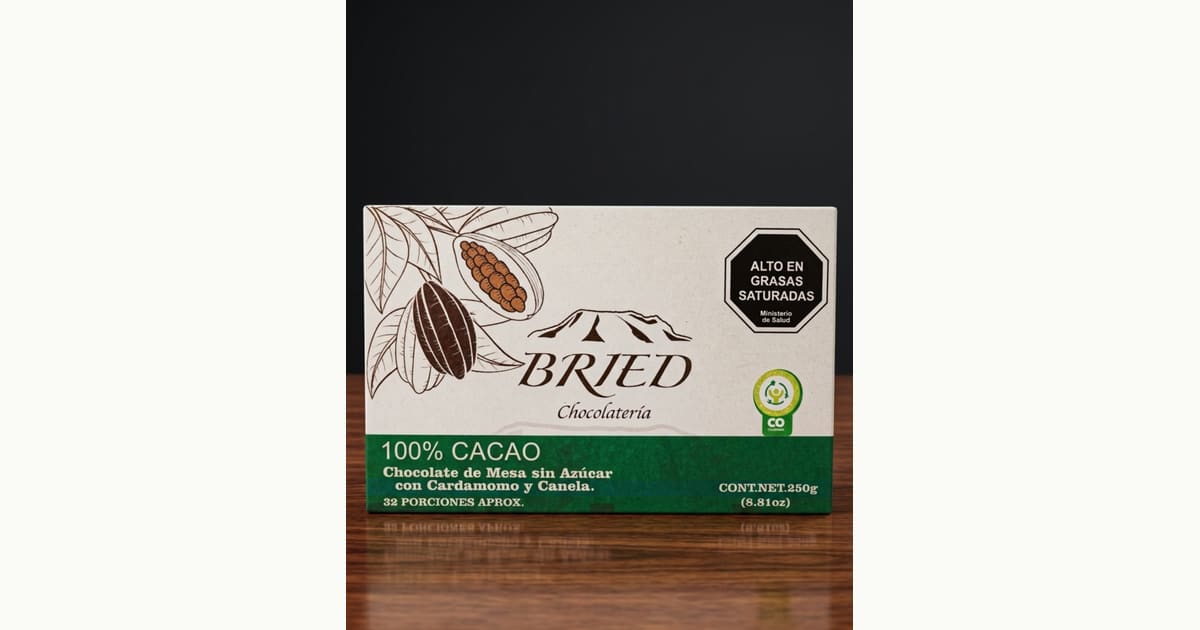 ALTO EN
GRASAS
SATURADAS
Ministerio
de Salud
BRIED
Chocolatería
CO
100% CACAO
Chocolate de Mesa sin Azúcar
con Cardamomo y Canela.
32 PORCIONES APROX.
CONT.NET.250g
(8.81oz)